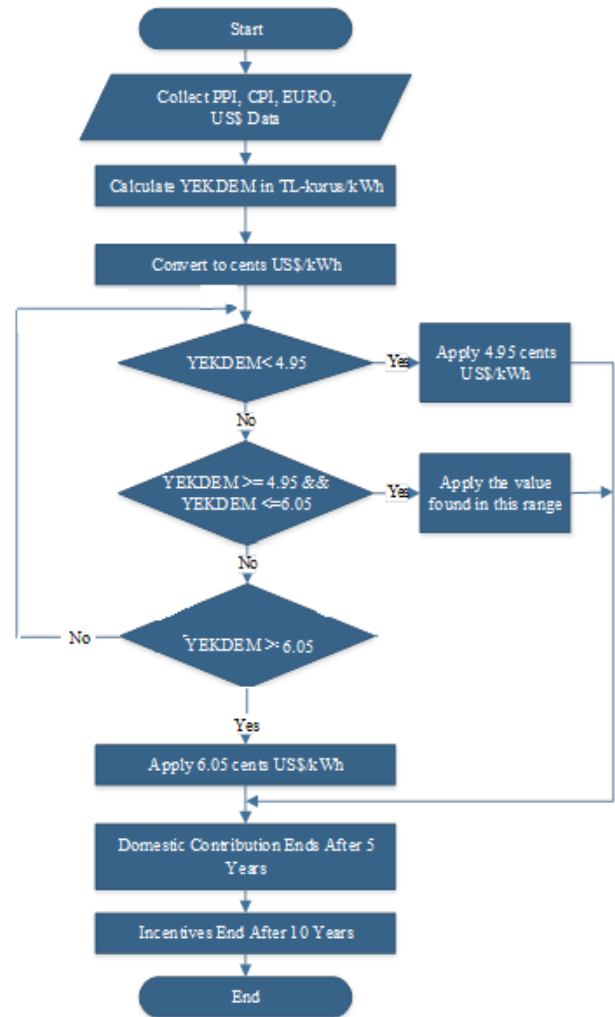 Start
Collect PPI, CPI, EURO,
US$ Data
Calculate YEKDEM in TL-kurus/kWh
Convert to cents US$/kWh
YEKDEM< 4.95
Yes
Apply 4.95 cents
US$/kWh
No
YEKDEM >= 4.95 &&
YEKDEM <=6.05
Yes
Apply the value
found in this range
No
YEKDEM >= 6.05
No
Yes
Apply 6.05 cents US$/kWh
Domestic Contribution Ends After 5
Years
Incentives End After 10 Years
End